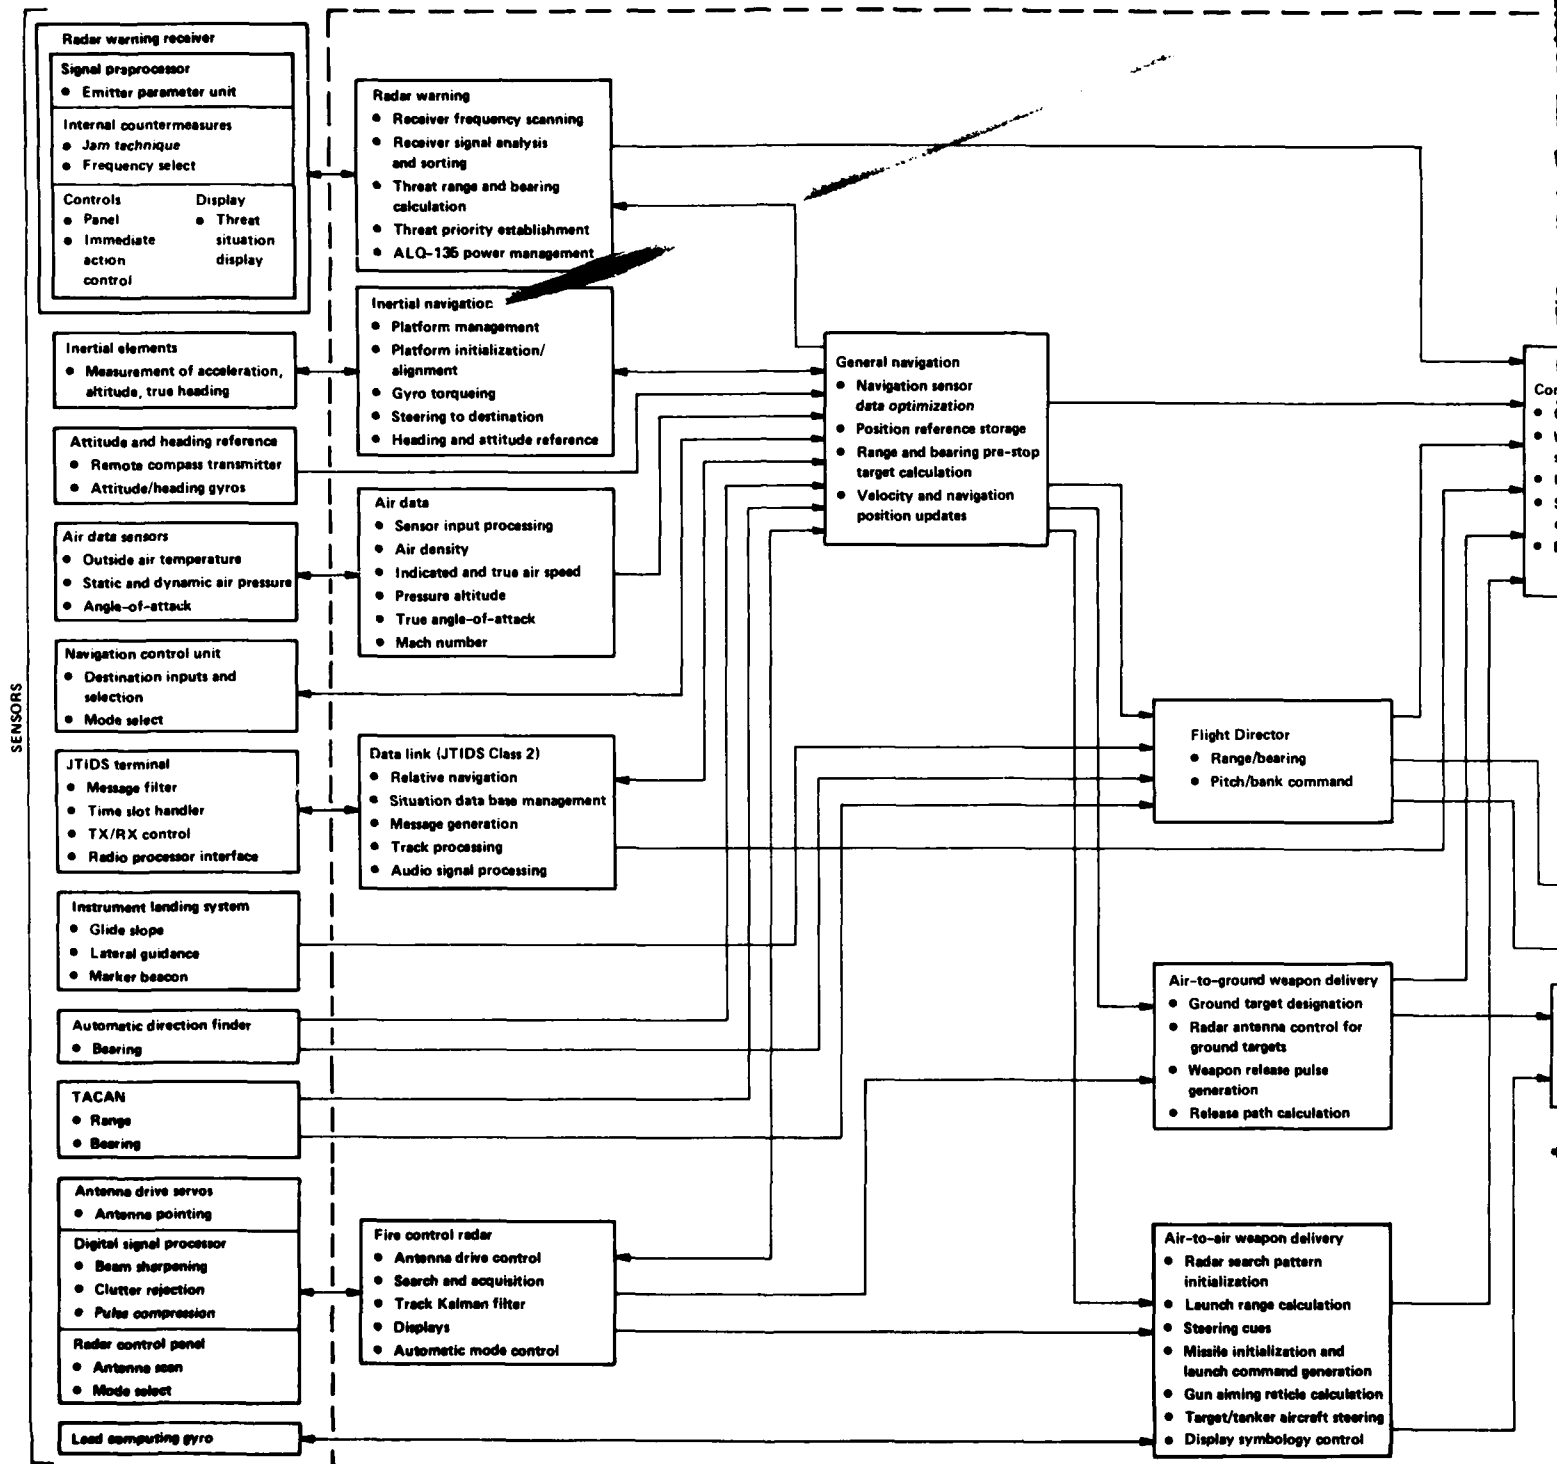 SENSORS
Radar warning receiver
Signal preprocessor
• Emitter parameter unit
Internal countermeasures
• Jam technique
• Frequency select
Controls
• Panel
• Immediate
action
control
Display
• Threat
situation
display
Inertial elements
• Measurement of acceleration,
altitude, true heading
Attitude and heading reference
• Remote compass transmitter
• Attitude/heading gyros
Air data sensors
• Outside air temperature
• Static and dynamic air pressure
• Angle-of-attack
Navigation control unit
• Destination inputs and
selection
• Mode select
JTIDS terminal
• Message filter
• Time slot handler
• TX/RX control
• Radio processor interface
Instrument landing system
• Glide slope
• Lateral guidance
• Marker beacon
Automatic direction finder
• Bearing
TACAN
• Range
• Bearing
Antenna drive servos
• Antenna pointing
Digital signal processor
• Beam sharpening
• Clutter rejection
• Pulse compression
Radar control panel
• Antenna scan
• Mode select
Lead computing gyro
Radar warning
• Receiver frequency scanning
• Receiver signal analysis
and sorting
• Threat range and bearing
calculation
• Threat priority establishment
• ALQ-135 power management
Inertial navigation
• Platform management
• Platform initialization/
alignment
• Gyro torqueing
• Steering to destination
• Heading and attitude reference
Air data
• Sensor input processing
• Air density
• Indicated and true air speed
• Pressure altitude
• True angle-of-attack
• Mach number
Data link (JTIDS Class 2)
• Relative navigation
• Situation data base management
• Message generation
• Track processing
• Audio signal processing
Fire control radar
• Antenna drive control
• Search and acquisition
• Track Kalman filter
• Displays
• Automatic mode control
General navigation
• Navigation sensor
data optimization
• Position reference storage
• Range and bearing pre-stop
target calculation
• Velocity and navigation
position updates
Flight Director
• Range/bearing
• Pitch/bank command
Air-to-ground weapon delivery
• Ground target designation
• Radar antenna control for
ground targets
• Weapon release pulse
generation
• Release path calculation
Air-to-air weapon delivery
• Radar search pattern
initialization
• Launch range calculation
• Steering cues
• Missile initialization and
launch command generation
• Gun aiming reticle calculation
• Target/tanker aircraft steering
• Display symbology control